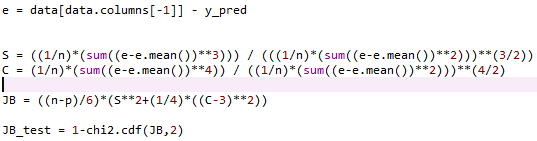 e = data[data.columns[-1]] - y_pred
S = ((1/n)*(sum((e-e.mean())**3))) / (((1/n)*(sum((e-e.mean())**2)))**(3/2))
C = (1/n)*(sum((e-e.mean())**4)) / ((1/n)*(sum((e-e.mean())**2)))**(4/2)
JB = ((n-p)/6)*(S**2+(1/4)*((C-3)**2))
JB_test = 1-chi2.cdf(JB,2)